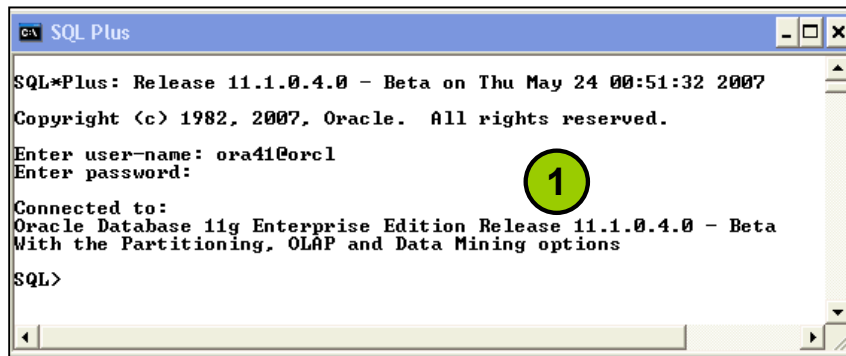 SQL Plus
SQL*Plus: Release 11.1.0.4.0 - Beta on Thu May 24 00:51:32 2007
Copyright (c) 1982, 2007, Oracle.  All rights reserved.
Enter user-name: ora41@orcl
Enter password:
1
Connected to:
Oracle Database 11g Enterprise Edition Release 11.1.0.4.0 - Beta
With the Partitioning, OLAP and Data Mining options
SQL>